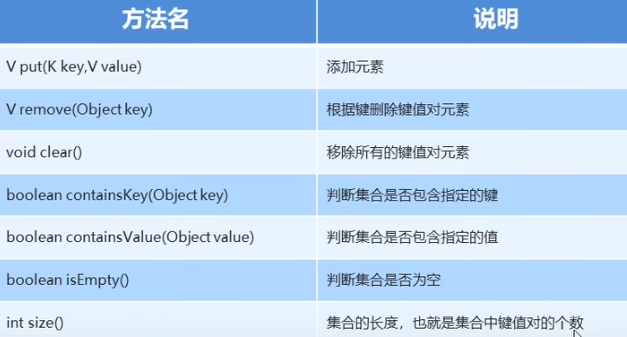 方法名 说明
V put(K key,V value) 添加元素
V remove(Object key) 根据键删除键值对元素
void clear() 移除所有的键值对元素
boolean containsKey(Object key) 判断集合是否包含指定的键
boolean containsValue(Object value) 判断集合是否包含指定的值
boolean isEmpty() 判断集合是否为空
int size() 集合的长度，也就是集合中键值对的个数